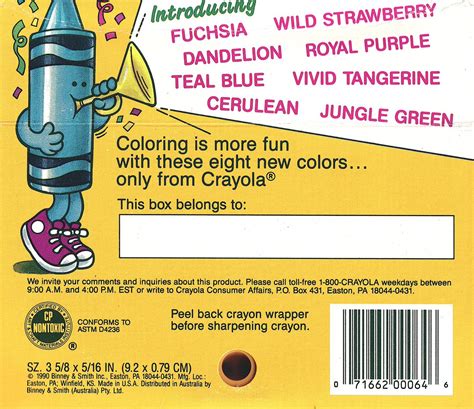 Introducing
FUCHSIA WILD STRAWBERRY
DANDELION ROYAL PURPLE
TEAL BLUE VIVID TANGERINE
CERULEAN JUNGLE GREEN
Coloring is more fun
with these eight new colors...
only from Crayola®
This box belongs to:
We invite your comments and inquiries about this product. Please call toll-free 1-800-CRAYOLA weekdays between
9:00 A.M. and 4:00 P.M. EST or write to Crayola Consumer Affairs, P.O. Box 431, Easton, PA 18044-0431.
CERTIFIED
CP
NONTOXIC
CONFORMS TO
ASTM D4236
Peel back crayon wrapper
before sharpening crayon.
SZ. 3 5/8 x 5/16 IN. (9.2 x 0.79 CM)
© 1990 Binney & Smith Inc., Easton, PA 18044-0431. Mfg. Loc.:
Easton, PA; Winfield, KS. Made in U.S.A. Distributed in Australia by
Binney & Smith (Australia) Pty. Ltd.
0 71662 00064 6